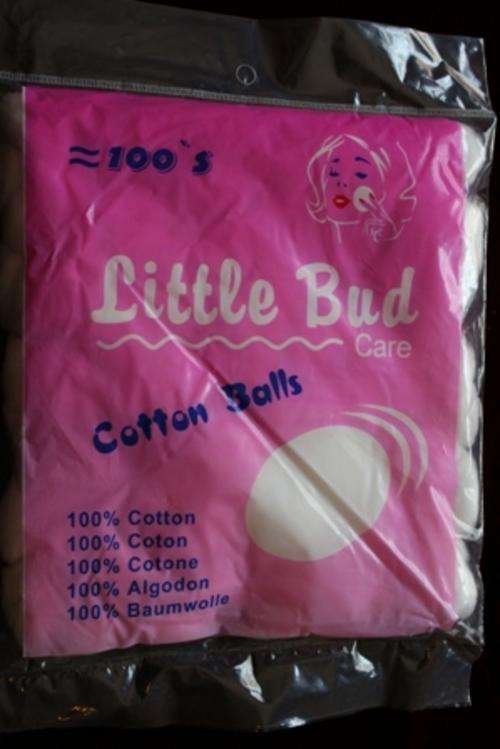 ≈100`s
Little Bud
Care
Cotton Balls
100% Cotton
100% Coton
100% Cotone
100% Algodon
100% Baumwolle